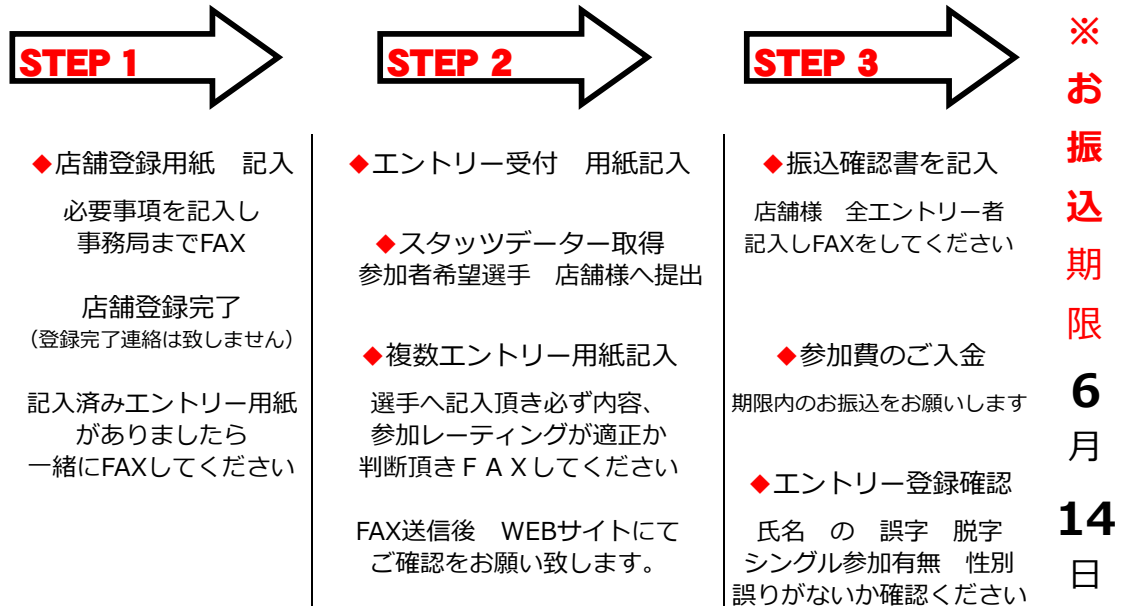 STEP 1
◆店舗登録用紙　記入
必要事項を記入し
事務局までFAX
店舗登録完了
（登録完了連絡は致しません）
記入済みエントリー用紙
がありましたら
一緒にFAXしてください
STEP 2
◆エントリー受付　用紙記入
◆スタッツデーター取得
参加者希望選手　店舗様へ提出
◆複数エントリー用紙記入
選手へ記入頂き必ず内容、
参加レーティングが適正か
判断頂きＦＡＸしてください
FAX送信後　WEBサイトにて
ご確認をお願い致します。
STEP 3
◆振込確認書を記入
店舗様　全エントリー者
記入しFAXをしてください
◆参加費のご入金
期限内のお振込をお願いします
◆エントリー登録確認
氏名　の　誤字　脱字
シングル参加有無　性別
誤りがないか確認ください
※お振込期限6月14日